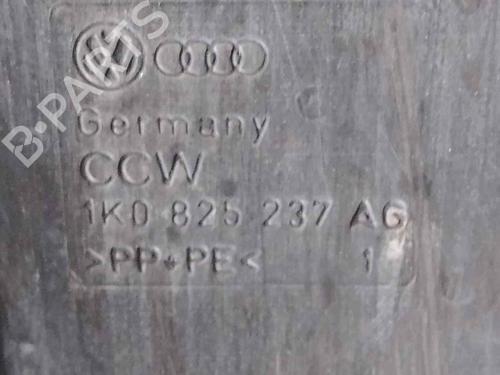 B-PARTS
Germany
CCW
1K0 825 237 AG
>PP+PE< 1